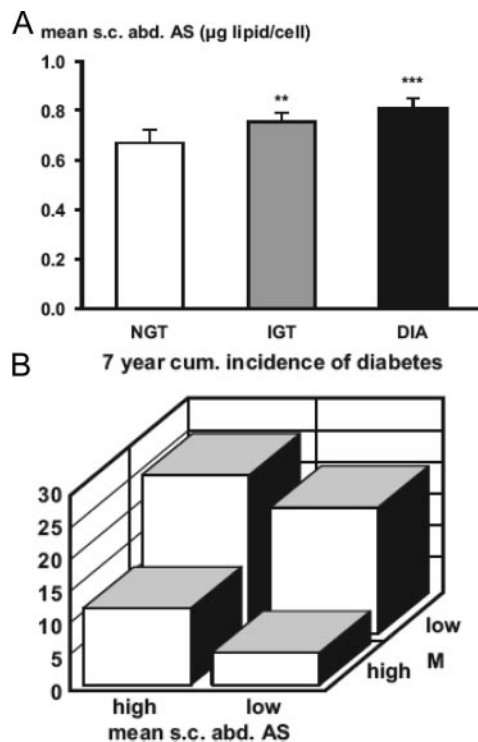 A
mean s.c. abd. AS (µg lipid/cell)
1.0
0.8
0.6
0.4
0.2
0.0
**
***
NGT IGT DIA
B
7 year cum. incidence of diabetes
30
25
20
15
10
5
0
low
high M
high low
mean s.c. abd. AS